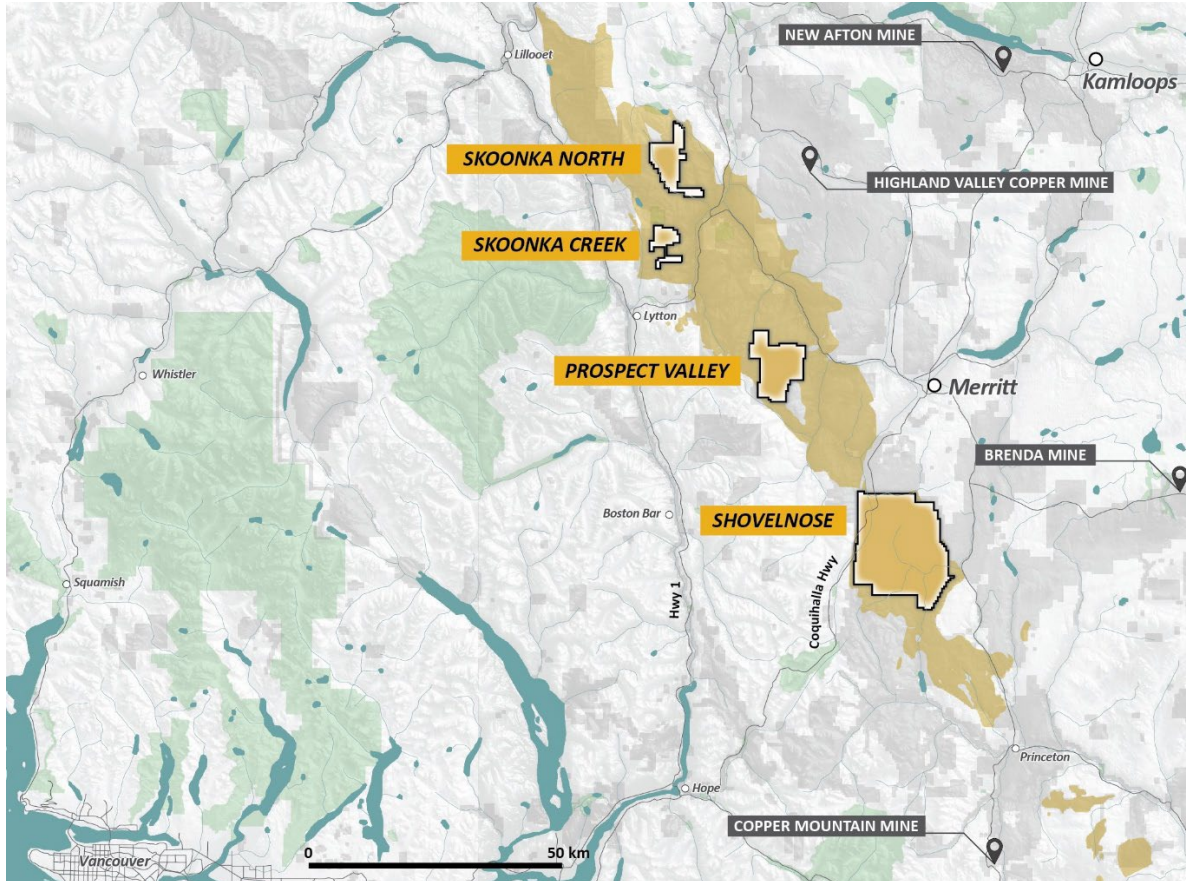 NEW AFTON MINE
Lillooet
Kamloops
SKOONKA NORTH
HIGHLAND VALLEY COPPER MINE
SKOONKA CREEK
Lytton
PROSPECT VALLEY
Whistler
Merritt
BRENDA MINE
SHOVELNOSE
Boston Bar
Squamish
Hwy 1
Coquihalla Hwy
Princeton
Hope
COPPER MOUNTAIN MINE
Vancouver
0
50 km